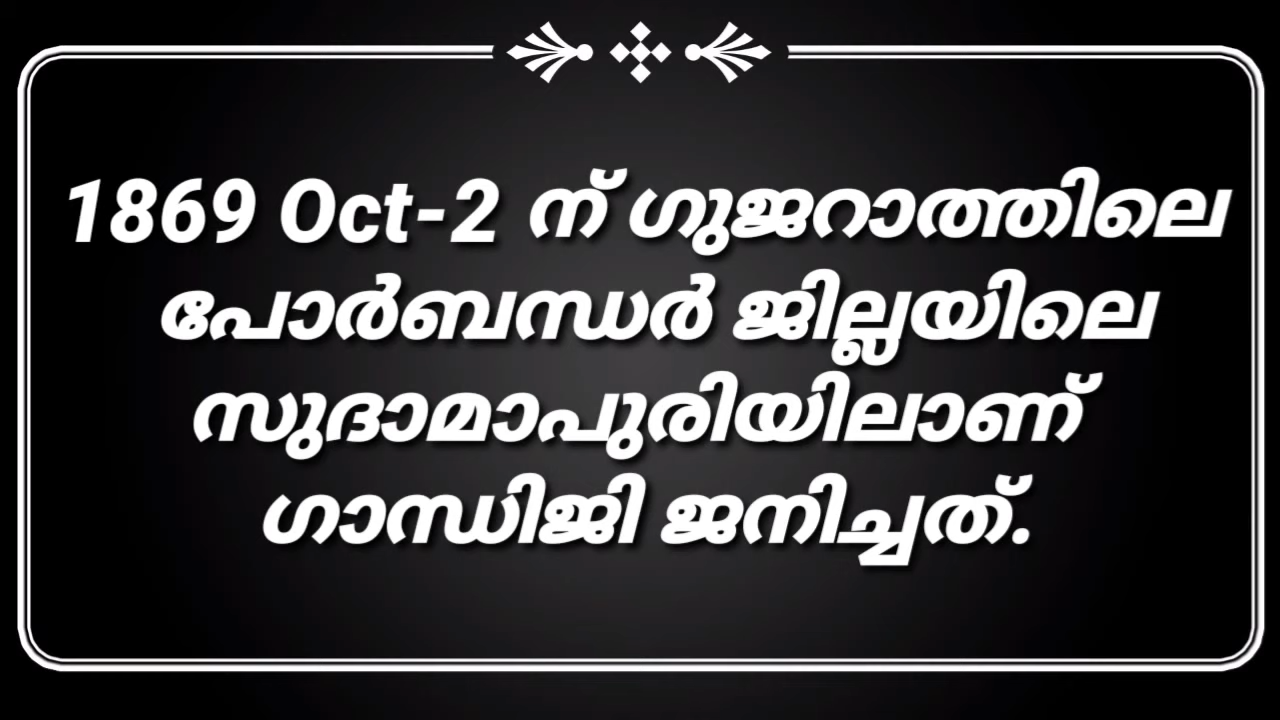 1869 Oct-2 ന് ഗുജറാത്തിലെ
പോർബന്ധർ ജില്ലയിലെ
സുദാമാപുരിയിലാണ്
ഗാന്ധിജി ജനിച്ചത്.